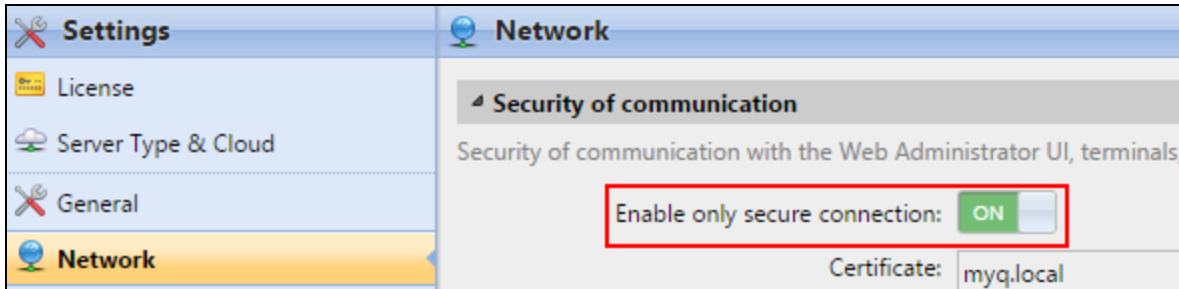 Settings
License
Server Type & Cloud
General
Network
Network
Security of communication
Security of communication with the Web Administrator UI, terminals,
Enable only secure connection: ON
Certificate: myq.local